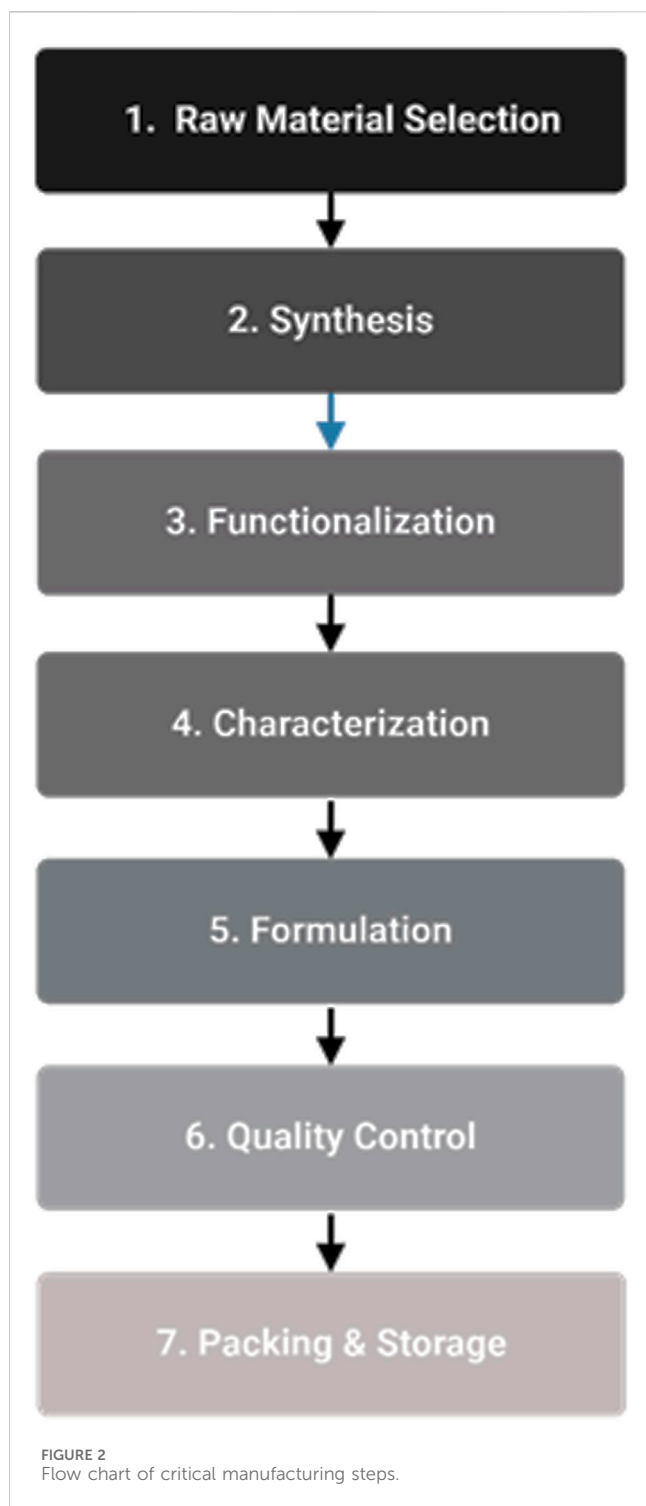 1. Raw Material Selection
2. Synthesis
3. Functionalization
4. Characterization
5. Formulation
6. Quality Control
7. Packing & Storage
FIGURE 2
Flow chart of critical manufacturing steps.